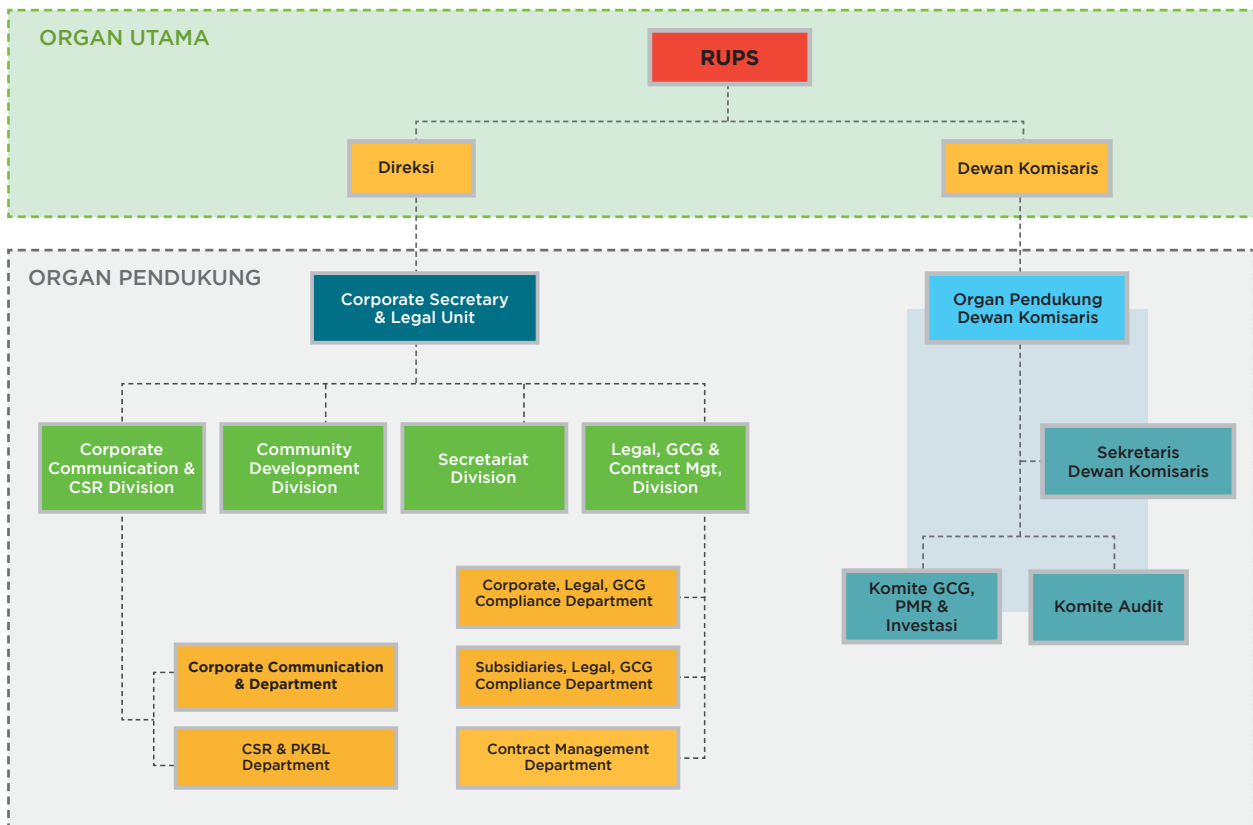 ORGAN UTAMA
RUPS
Direksi
Dewan Komisaris
ORGAN PENDUKUNG
Corporate Secretary
& Legal Unit
Organ Pendukung
Dewan Komisaris
Corporate
Communication &
CSR Division
Community
Development
Division
Secretariat
Division
Legal, GCG &
Contract Mgt,
Division
Sekretaris
Dewan Komisaris
Corporate, Legal, GCG
Compliance Department
Komite GCG,
PMR &
Investasi
Komite Audit
Corporate Communication
& Department
Subsidiaries, Legal, GCG
Compliance Department
CSR & PKBL
Department
Contract Management
Department